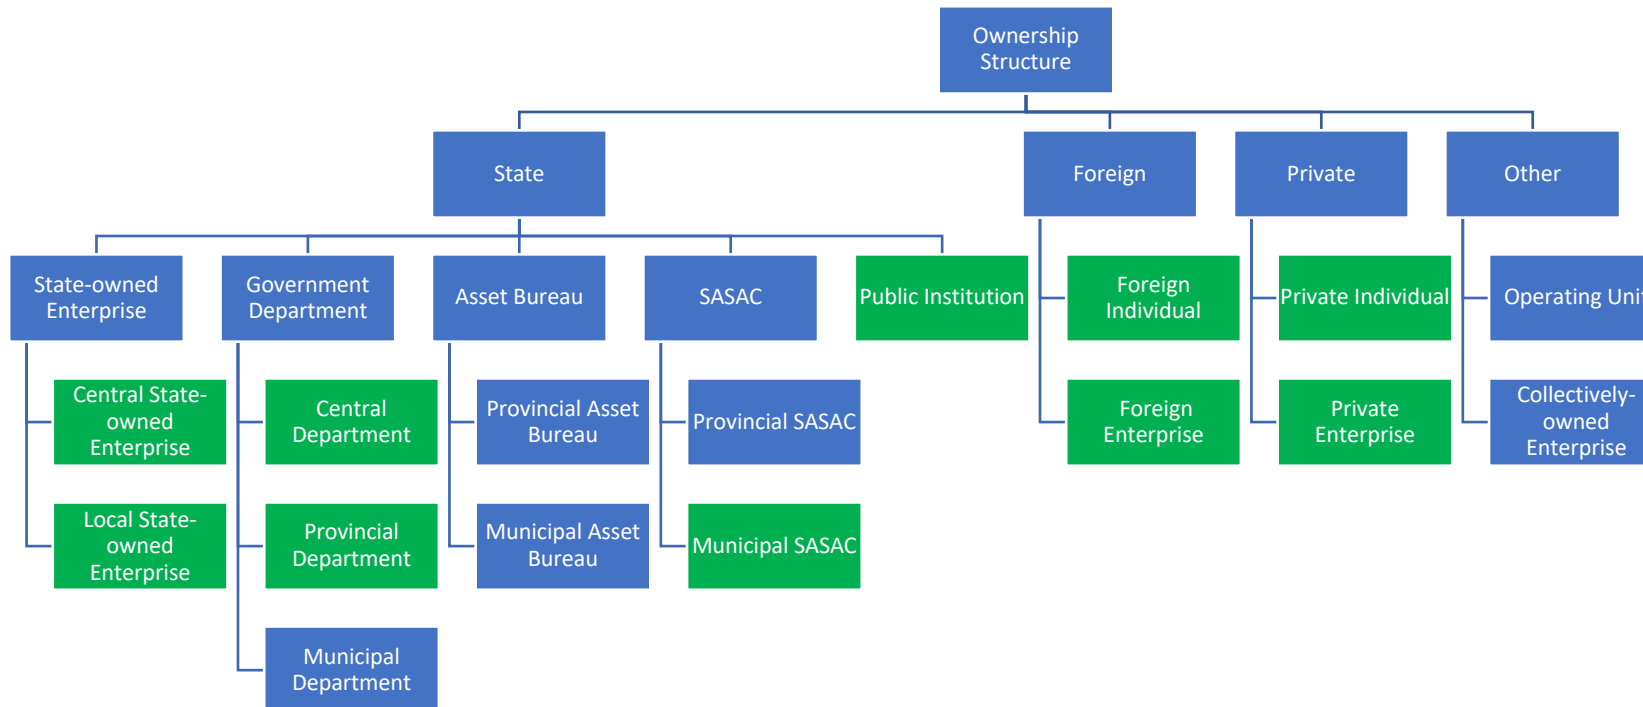 Ownership
Structure
State
Foreign
Private
Other
State-owned
Enterprise
Government
Department
Asset Bureau
SASAC
Public Institution
Foreign
Individual
Private Individual
Operating Unit
Central State-
owned
Enterprise
Central
Department
Provincial Asset
Bureau
Provincial SASAC
Foreign
Enterprise
Private
Enterprise
Collectively-
owned
Enterprise
Local State-
owned
Enterprise
Provincial
Department
Municipal Asset
Bureau
Municipal SASAC
Municipal
Department